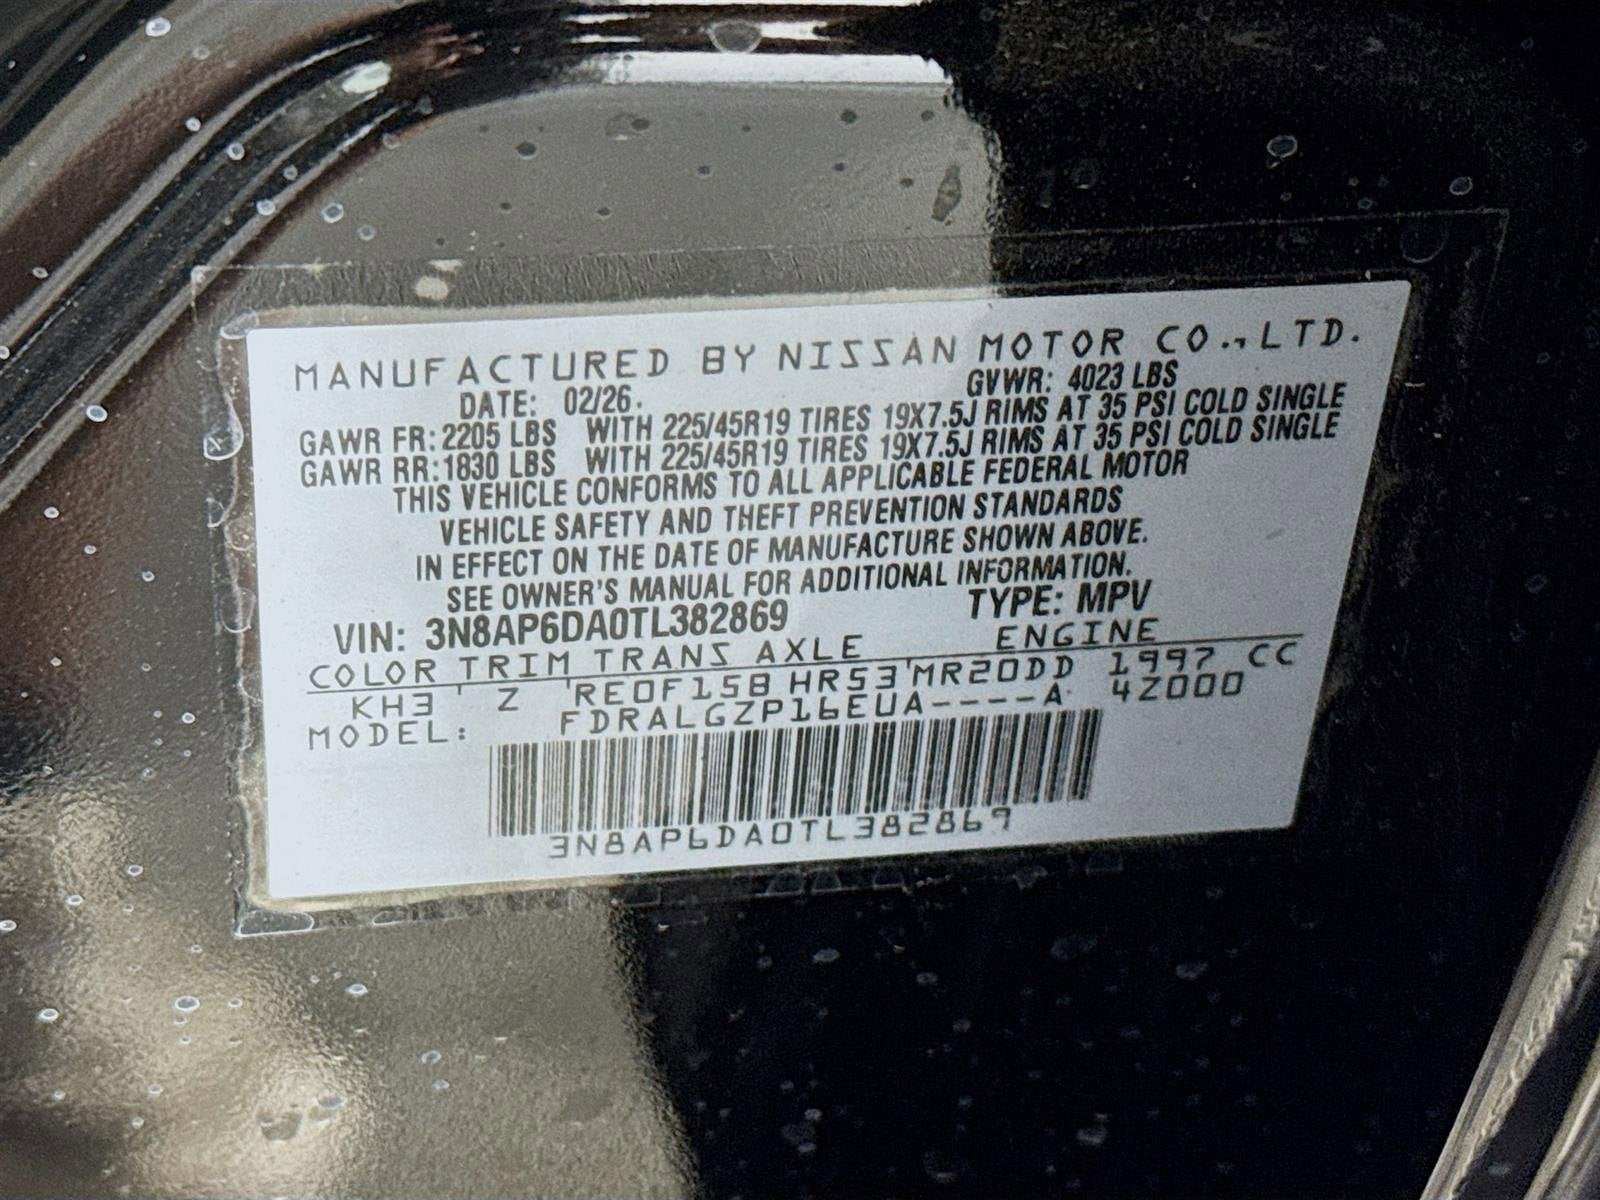 MANUFACTURED BY NISSAN MOTOR CO., LTD.
DATE: 02/26. GVWR: 4023 LBS
GAWR FR: 2205 LBS WITH 225/45R19 TIRES 19X7.5J RIMS AT 35 PSI COLD SINGLE
GAWR RR: 1830 LBS WITH 225/45R19 TIRES 19X7.5J RIMS AT 35 PSI COLD SINGLE
THIS VEHICLE CONFORMS TO ALL APPLICABLE FEDERAL MOTOR
VEHICLE SAFETY AND THEFT PREVENTION STANDARDS
IN EFFECT ON THE DATE OF MANUFACTURE SHOWN ABOVE.
SEE OWNER'S MANUAL FOR ADDITIONAL INFORMATION.
VIN: 3N8AP6DA0TL382869 TYPE: MPV
COLOR TRIM TRANS AXLE ENGINE
KH3 Z RE0F15B HR53 MR20DD 1997 CC
MODEL: FDRALGZP16EUA----A 4Z000
3N8AP6DA0TL382869